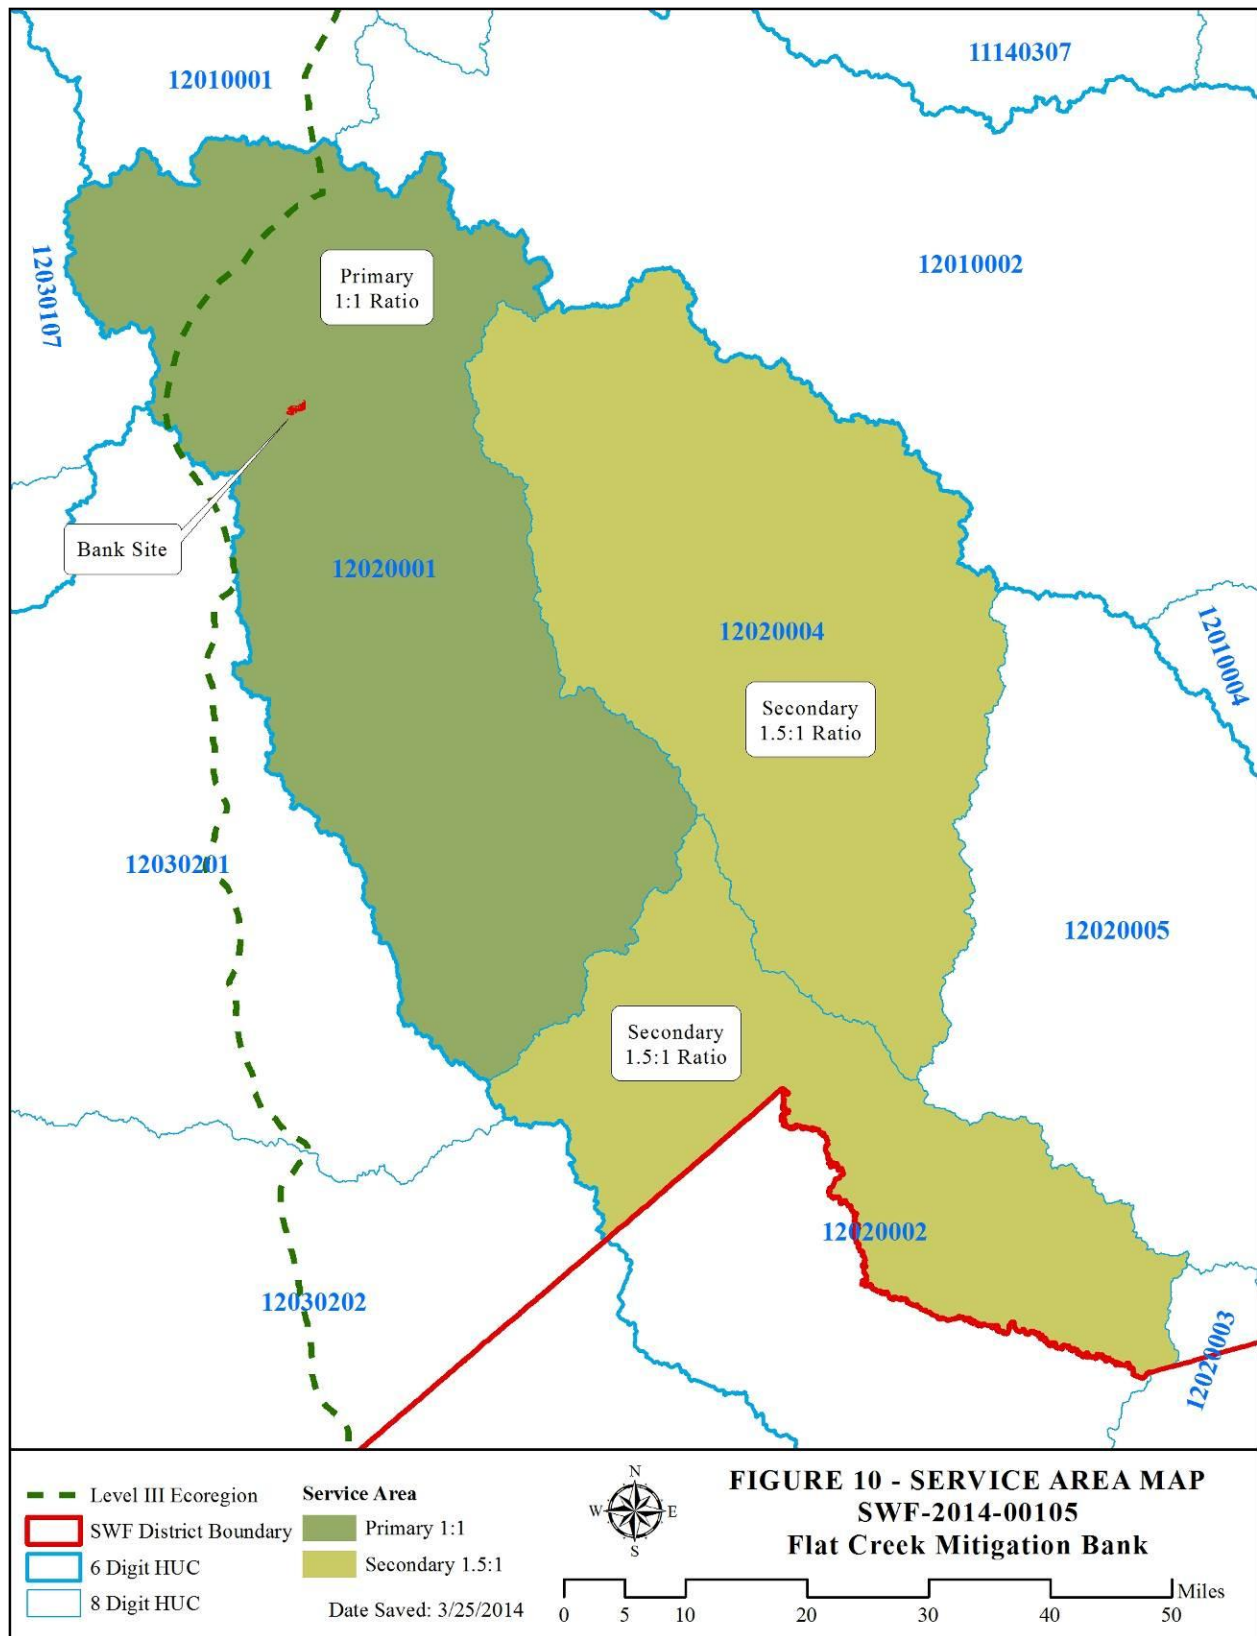 12010001
11140307
12010002
12030107
Primary
1:1 Ratio
Bank Site
12020001
12020004
12010004
Secondary
1.5:1 Ratio
12030201
12020005
Secondary
1.5:1 Ratio
12020002
12030202
12020003
Level III Ecoregion
SWF District Boundary
6 Digit HUC
8 Digit HUC
Service Area
Primary 1:1
Secondary 1.5:1
Date Saved: 3/25/2014
N
W E
S
FIGURE 10 - SERVICE AREA MAP
SWF-2014-00105
Flat Creek Mitigation Bank
Miles
0 5 10 20 30 40 50